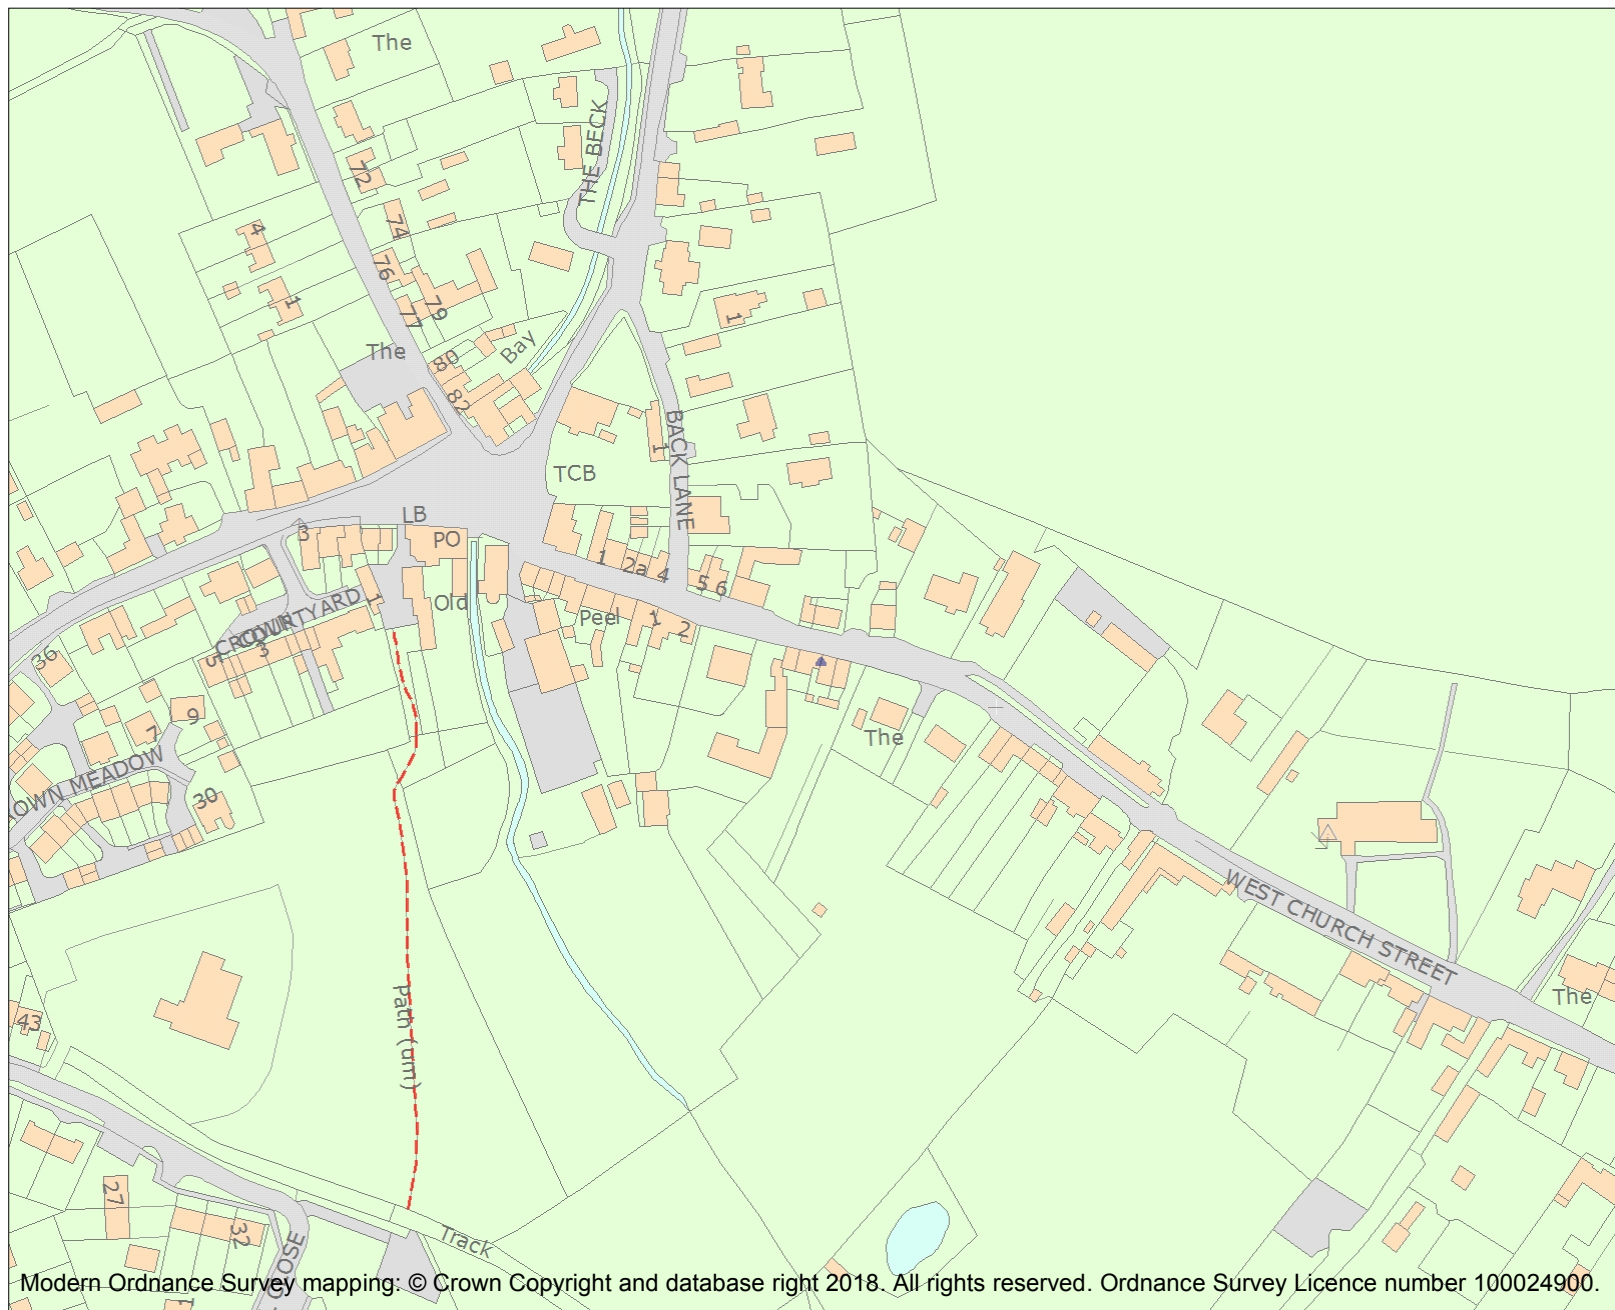 The
THE BECK
72
74
4
76
1
79
77
1
The
Bay
80
82
BACK LANE
1
TCB
LB
3
PO
1
2a
4
5
6
1
Old
Peel
1
2
CROWN
COURTYARD
5
3
36
9
7
The
30
WEST CHURCH STREET
The
Path (um)
43
27
32
Track
Modern Ordnance Survey mapping: © Crown Copyright and database right 2018. All rights reserved. Ordnance Survey Licence number 100024900.